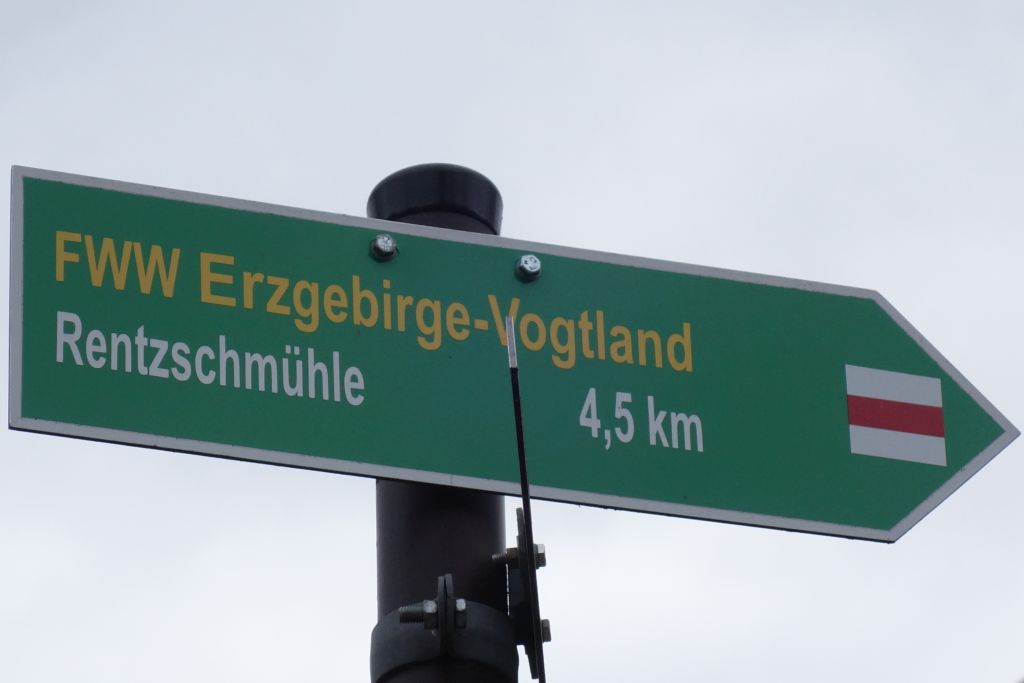 FWW Erzgebirge-Vogtland
Rentzschmühle 4,5 km